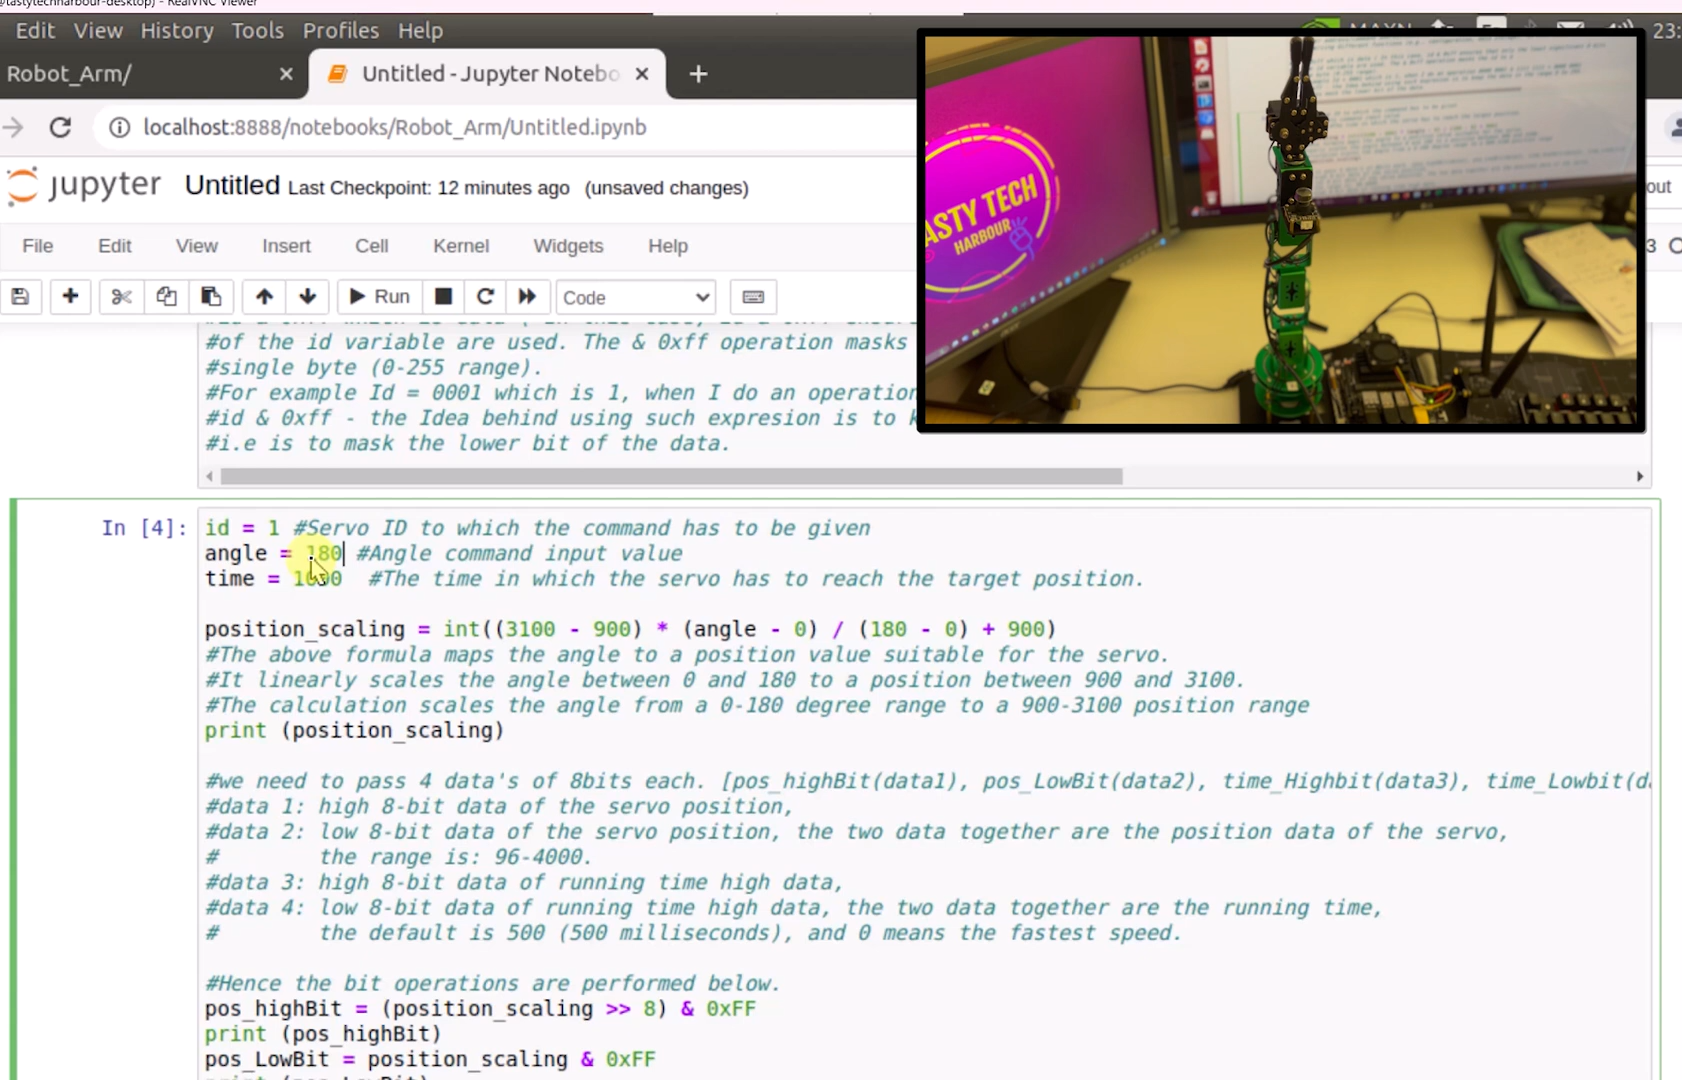 @tastytechharbour-desktop) - RealVNC Viewer
Edit View History Tools Profiles Help
MAXN
23:
Robot_Arm/
Untitled - Jupyter Notebo
localhost:8888/notebooks/Robot_Arm/Untitled.ipynb
jupyter Untitled Last Checkpoint: 12 minutes ago (unsaved changes)
out
File Edit View Insert Cell Kernel Widgets Help
3
Run
Code
TASTY TECH
HARBOUR
#of the id variable are used. The & 0xff operation masks
#single byte (0-255 range).
#For example Id = 0001 which is 1, when I do an operation
#id & 0xff - the Idea behind using such expresion is to k
#i.e is to mask the lower bit of the data.
In [4]:
id = 1 #Servo ID to which the command has to be given
angle = 180 #Angle command input value
time = 1000 #The time in which the servo has to reach the target position.
position_scaling = int((3100 - 900) * (angle - 0) / (180 - 0) + 900)
#The above formula maps the angle to a position value suitable for the servo.
#It linearly scales the angle between 0 and 180 to a position between 900 and 3100.
#The calculation scales the angle from a 0-180 degree range to a 900-3100 position range
print (position_scaling)
#we need to pass 4 data's of 8bits each. [pos_highBit(data1), pos_LowBit(data2), time_Highbit(data3), time_Lowbit(da
#data 1: high 8-bit data of the servo position,
#data 2: low 8-bit data of the servo position, the two data together are the position data of the servo,
# the range is: 96-4000.
#data 3: high 8-bit data of running time high data,
#data 4: low 8-bit data of running time high data, the two data together are the running time,
# the default is 500 (500 milliseconds), and 0 means the fastest speed.
#Hence the bit operations are performed below.
pos_highBit = (position_scaling >> 8) & 0xFF
print (pos_highBit)
pos_LowBit = position_scaling & 0xFF